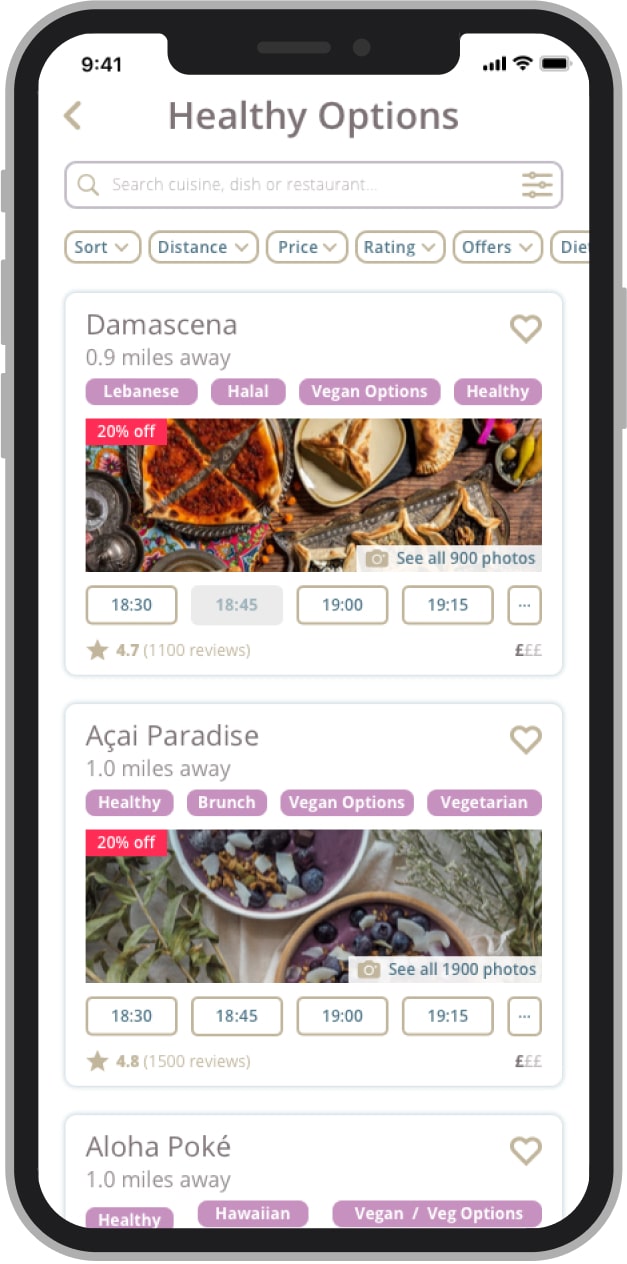 9:41
Healthy Options
Search cuisine, dish or restaurant...
Sort Distance Price Rating Offers Die
Damascena
0.9 miles away
Lebanese Halal Vegan Options Healthy
20% off
See all 900 photos
18:30 18:45 19:00 19:15 ...
4.7 (1100 reviews) £££
Açai Paradise
1.0 miles away
Healthy Brunch Vegan Options Vegetarian
20% off
See all 1900 photos
18:30 18:45 19:00 19:15 ...
4.8 (1500 reviews) £££
Aloha Poké
1.0 miles away
Healthy Hawaiian Vegan / Veg Options